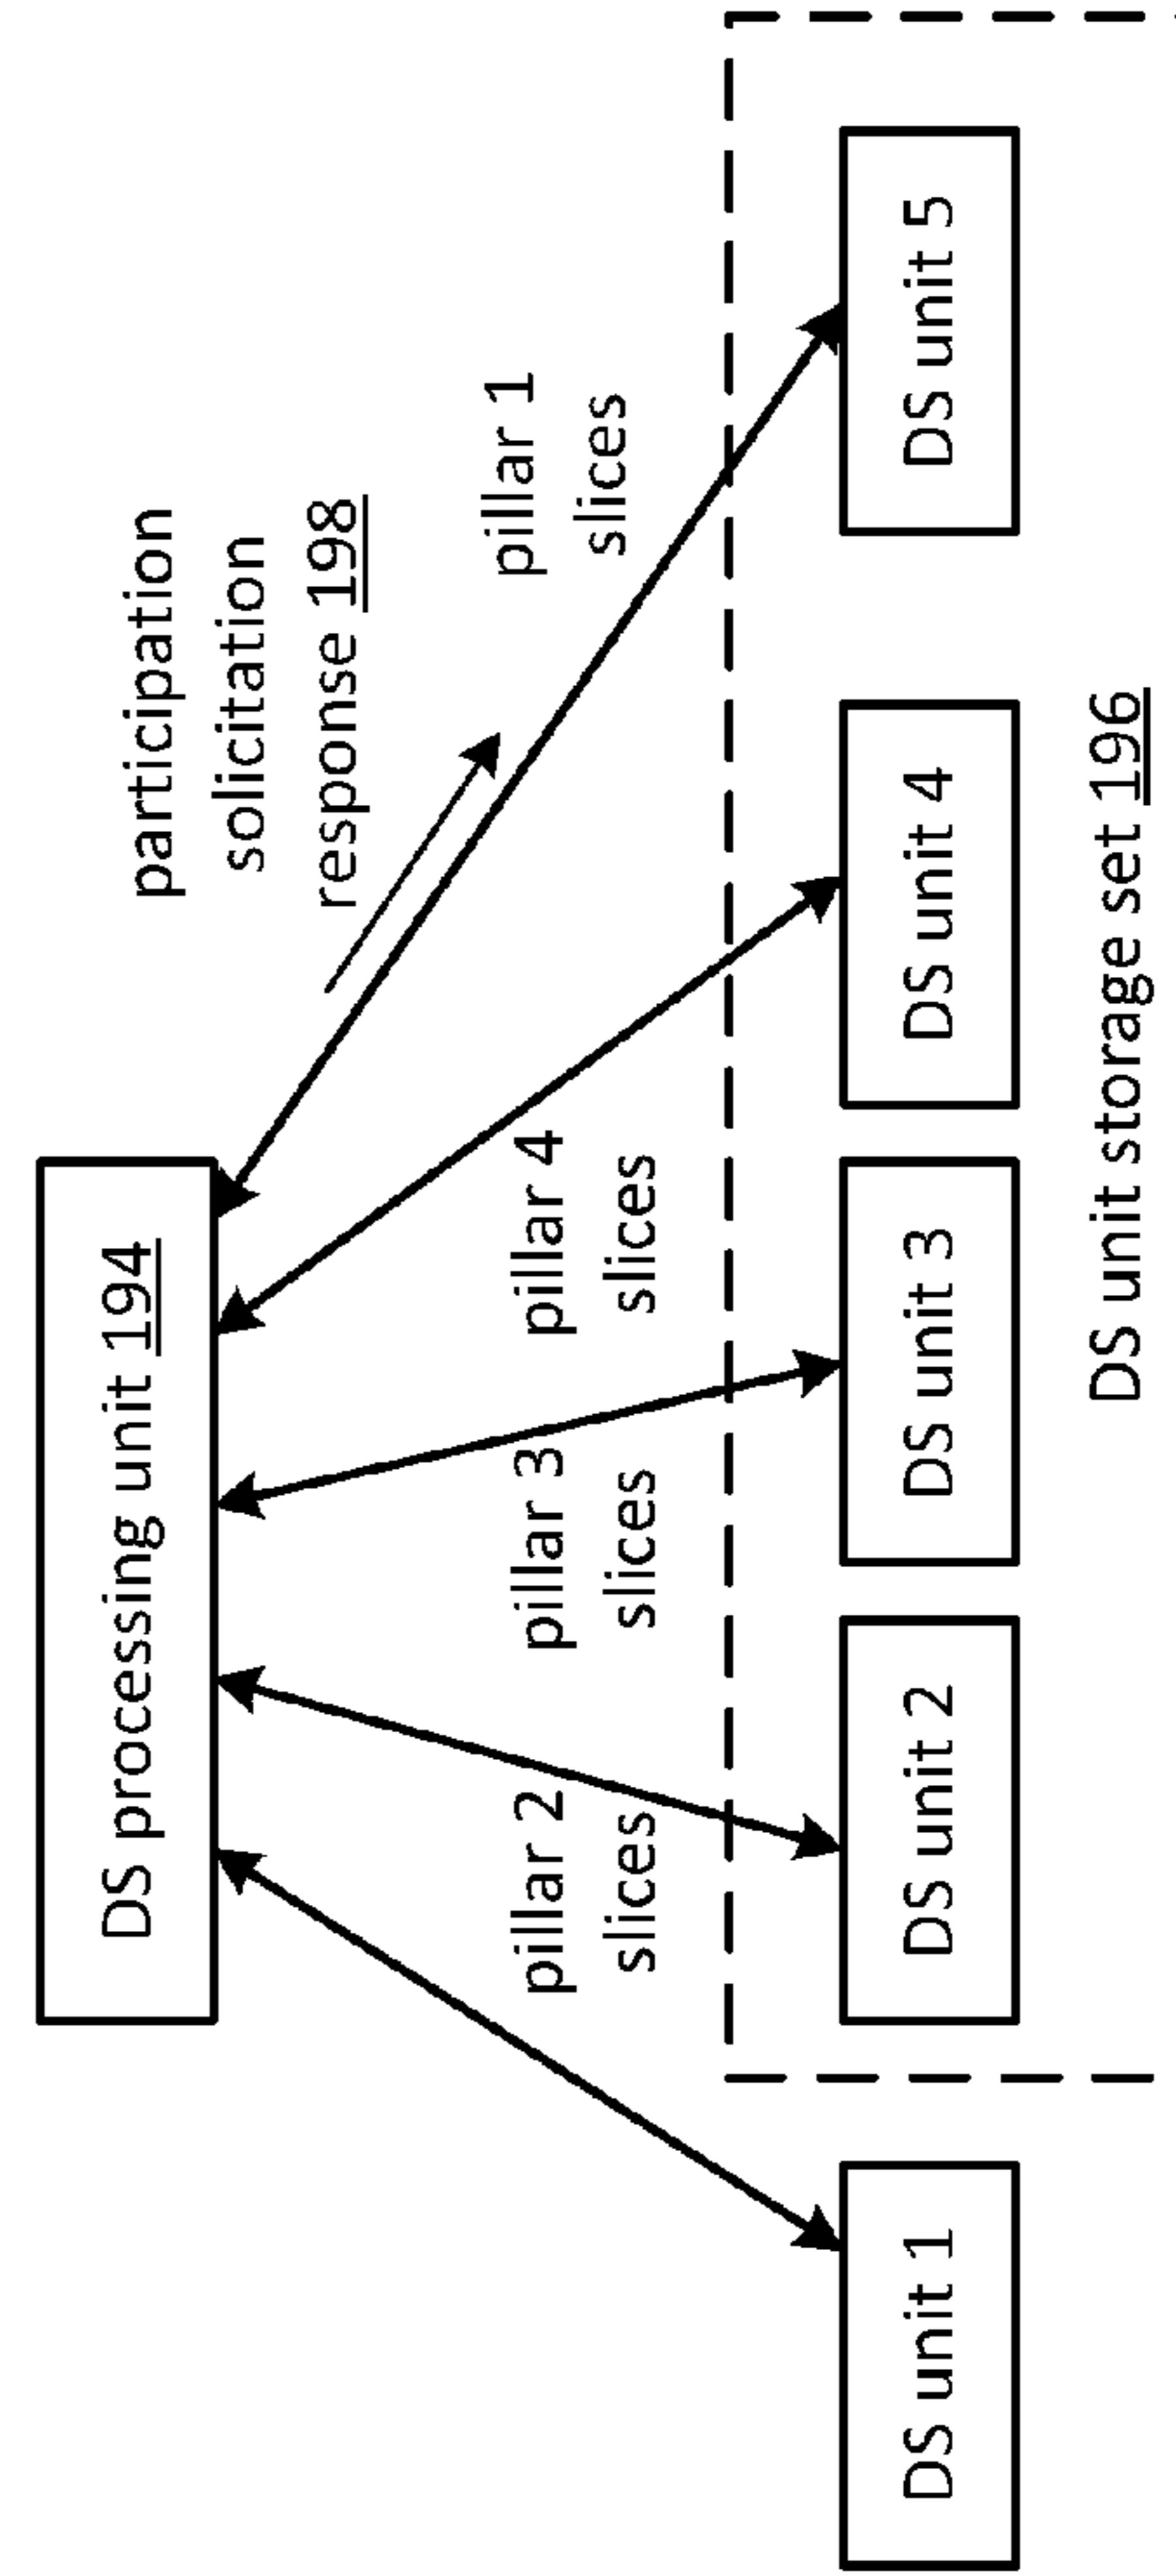 DS processing unit 194
participation
solicitation
response 198
pillar 2
slices
pillar 3
slices
pillar 4
slices
pillar 1
slices
DS unit 1
DS unit 2
DS unit 3
DS unit 4
DS unit 5
DS unit storage set 196